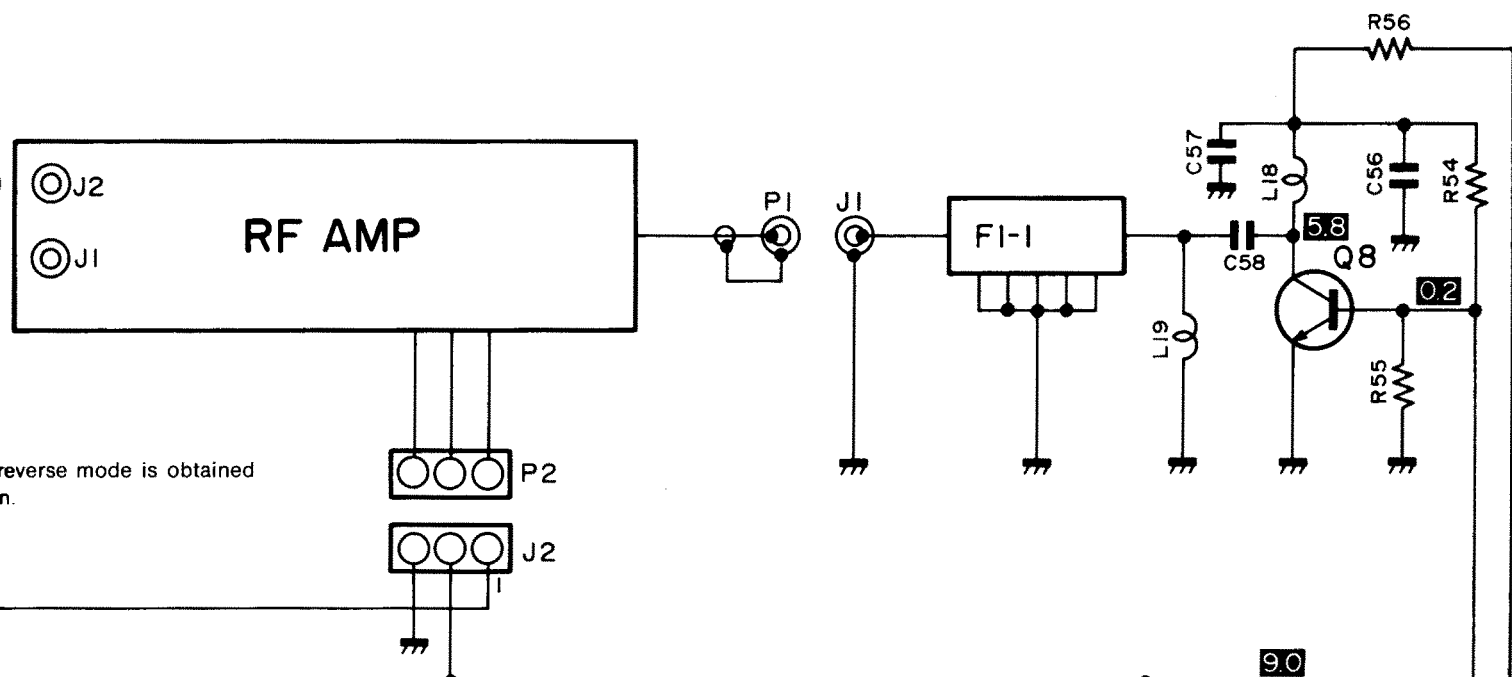 R56
C57
L18
C56
R54
J2
RF AMP
J1
P1
J1
F1-1
C58
5.8
Q8
0.2
L19
R55
reverse mode is obtained
n.
P2
J2
1
9.0